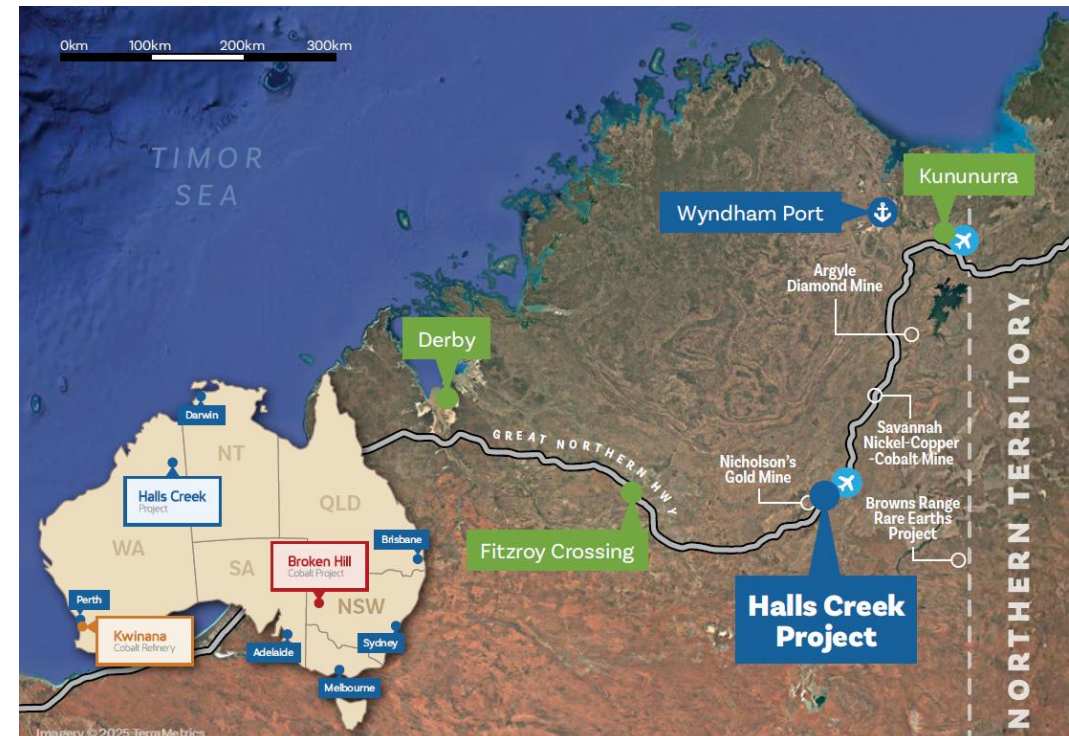 0km 100km 200km 300km
TIMOR
SEA
Kununurra
Wyndham Port
Argyle
Diamond Mine
Derby
GREAT NORTHERN HWY
Savannah
Nickel-Copper
-Cobalt Mine
Nicholson's
Gold Mine
Browns Range
Rare Earths
Project
Fitzroy Crossing
Halls Creek
Project
NORTHERN TERRITORY
Darwin
NT
Halls Creek
Project
QLD
WA
Brisbane
SA
Broken Hill
Cobalt Project
NSW
Perth
Kwinana
Cobalt Refinery
Adelaide
Sydney
Melbourne
Imagery ©2025 TerraMetrics